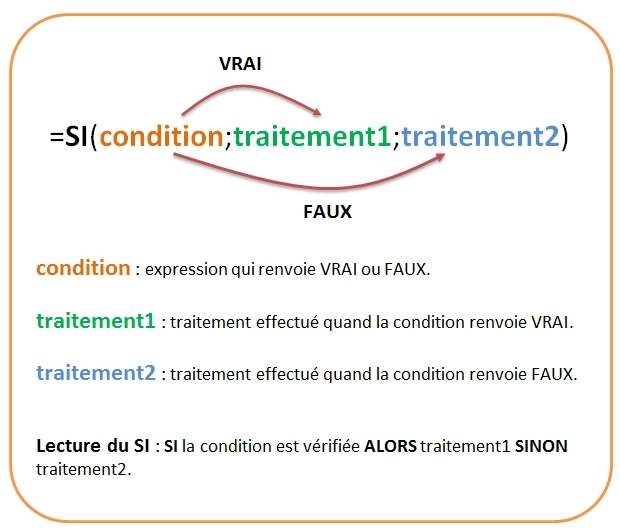 VRAI
=SI(condition;traitement1;traitement2)
FAUX
condition : expression qui renvoie VRAI ou FAUX.
traitement1 : traitement effectué quand la condition renvoie VRAI.
traitement2 : traitement effectué quand la condition renvoie FAUX.
Lecture du SI : SI la condition est vérifiée ALORS traitement1 SINON
traitement2.